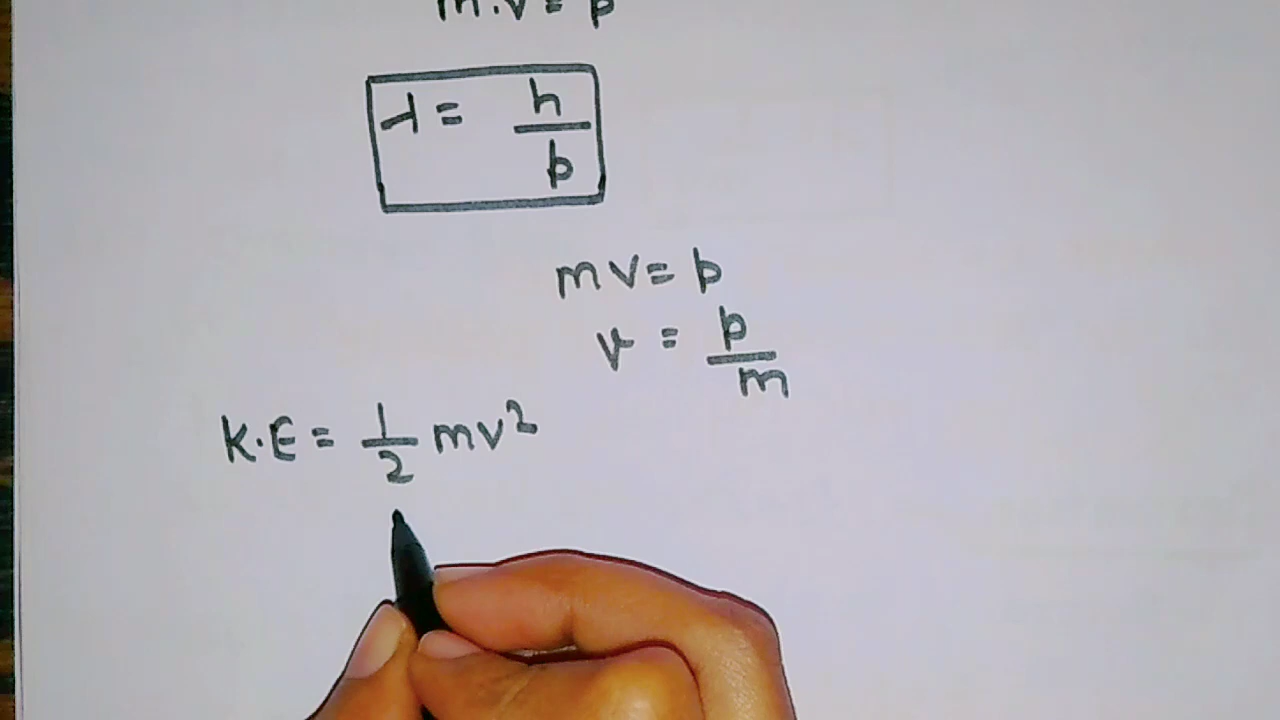 m.v = p
λ = h/p
mv = p
v = p/m
K.E = 1/2 mv²